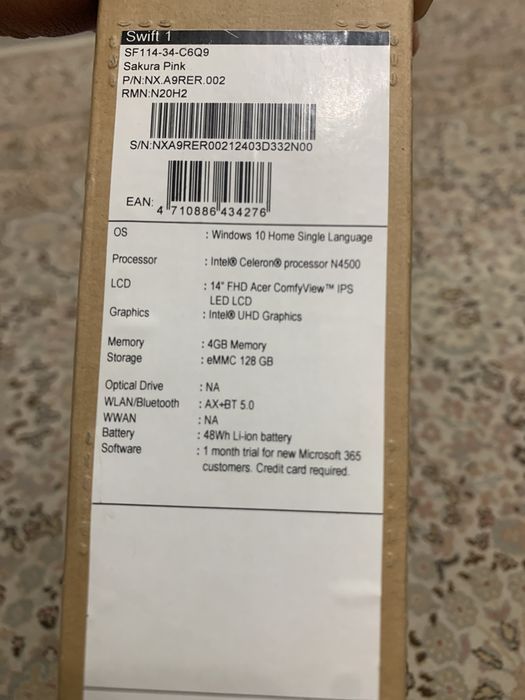 Swift 1
SF114-34-C6Q9
Sakura Pink
P/N:NX.A9RER.002
RMN:N20H2
S/N:NXA9RER00212403D332N00
EAN: 4 710886 434276
OS : Windows 10 Home Single Language
Processor : Intel® Celeron® processor N4500
LCD : 14" FHD Acer ComfyView™ IPS
LED LCD
Graphics : Intel® UHD Graphics
Memory : 4GB Memory
Storage : eMMC 128 GB
Optical Drive : NA
WLAN/Bluetooth : AX+BT 5.0
WWAN : NA
Battery : 48Wh Li-ion battery
Software : 1 month trial for new Microsoft 365
customers. Credit card required.